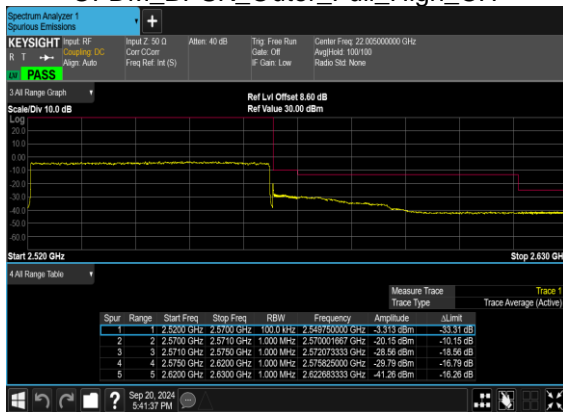 Spectrum Analyzer 1
Spurious Emissions
+
KEYSIGHT Input: RF Input Z: 50 Ω Atten: 40 dB Trig: Free Run Center Freq: 22.005000000 GHz
R T Coupling: DC Corr CCorr Gate: Off Avg|Hold: 100/100
Align: Auto Freq Ref: Int (S) IF Gain: Low Radio Std: None
PASS
3 All Range Graph
Ref Lvl Offset 8.60 dB
Scale/Div 10.0 dB Ref Value 30.00 dBm
Log
20.0
10.0
0.00
-10.0
-20.0
-30.0
-40.0
-50.0
-60.0
Start 2.520 GHz Stop 2.630 GH
4 All Range Table
Measure Trace Trace 1
Trace Type Trace Average (Active)
Spur Range Start Freq Stop Freq RBW Frequency Amplitude ΔLimit
1 1 2.5200 GHz 2.5700 GHz 100.0 kHz 2.549750000 GHz -3.313 dBm -33.31 dB
2 2 2.5700 GHz 2.5710 GHz 1.000 MHz 2.570001667 GHz -20.15 dBm -10.15 dB
3 3 2.5710 GHz 2.5750 GHz 1.000 MHz 2.572073333 GHz -28.56 dBm -18.56 dB
4 4 2.5750 GHz 2.6200 GHz 1.000 MHz 2.575825000 GHz -29.79 dBm -16.79 dB
5 5 2.6250 GHz 2.6300 GHz 1.000 MHz 2.622683333 GHz -41.26 dBm -16.26 dB
? Sep 20, 2024
5:41:37 PM